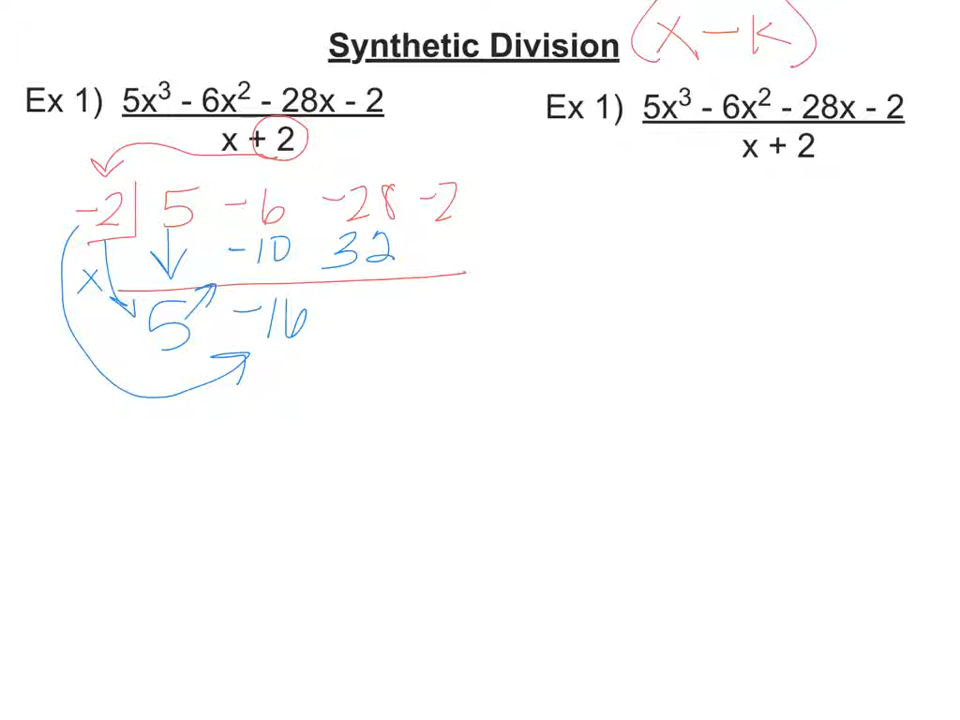 Synthetic Division (x - k)
Ex 1) 5x³ - 6x² - 28x - 2
x + 2
-2 5 -6 -28 -2
-10 32
x
5 -16
Ex 1) 5x³ - 6x² - 28x - 2
x + 2